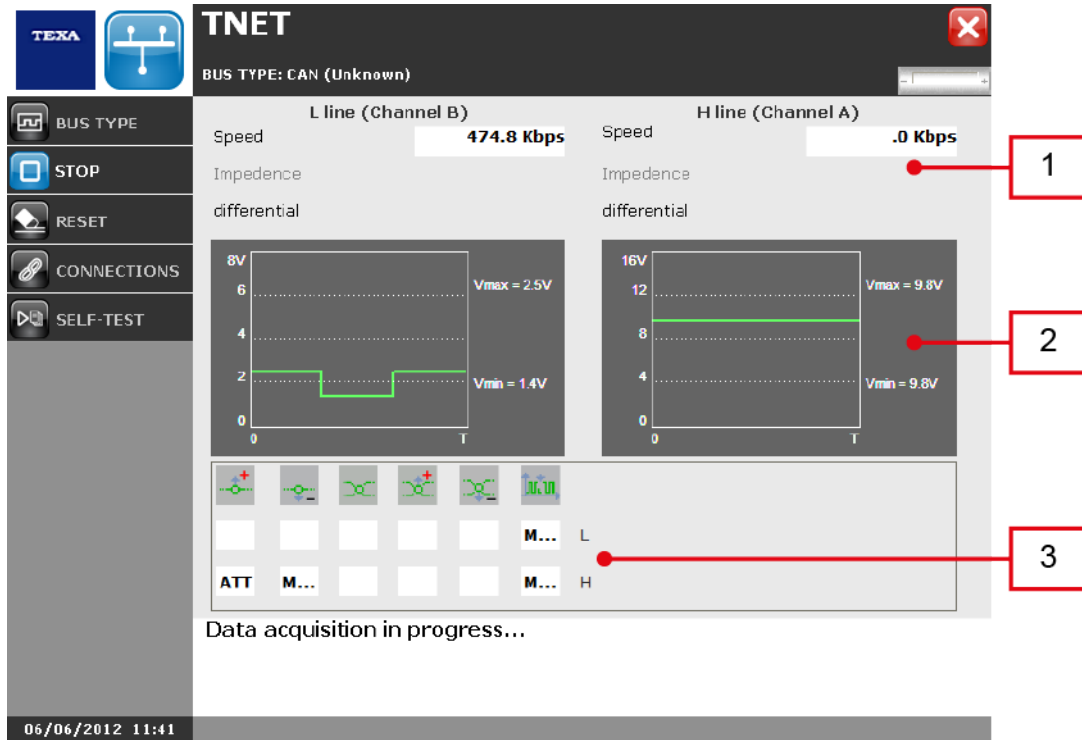 TEXA
TNET
BUS TYPE: CAN (Unknown)
- +
BUS TYPE
STOP
RESET
CONNECTIONS
SELF-TEST
L line (Channel B)
Speed 474.8 Kbps
Impedence
differential
8V
6
4
2
0
0 T
Vmax = 2.5V
Vmin = 1.4V
H line (Channel A)
Speed .0 Kbps
Impedence
differential
16V
12
8
4
0
0 T
Vmax = 9.8V
Vmin = 9.8V
1
2
3
M... L
ATT M... M... H
Data acquisition in progress...
06/06/2012 11:41